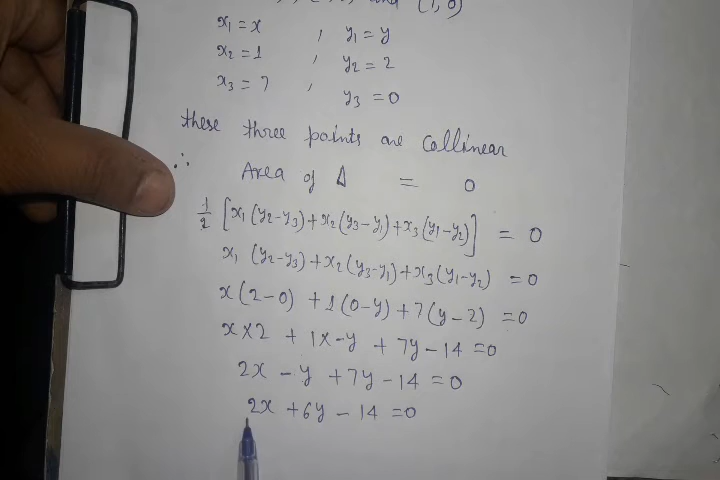 and (7, 0)
x₁ = x , y₁ = y
x₂ = 1 , y₂ = 2
x₃ = 7 , y₃ = 0
these three points are collinear
∴ Area of Δ = 0
1/2 [x₁(y₂-y₃)+x₂(y₃-y₁)+x₃(y₁-y₂)] = 0
x₁ (y₂-y₃)+x₂(y₃-y₁)+x₃(y₁-y₂) =0
x(2-0) +1(0-y)+7(y-2) =0
x×2 + 1×-y + 7y-14 =0
2x - y +7y-14 =0
2x +6y -14 =0